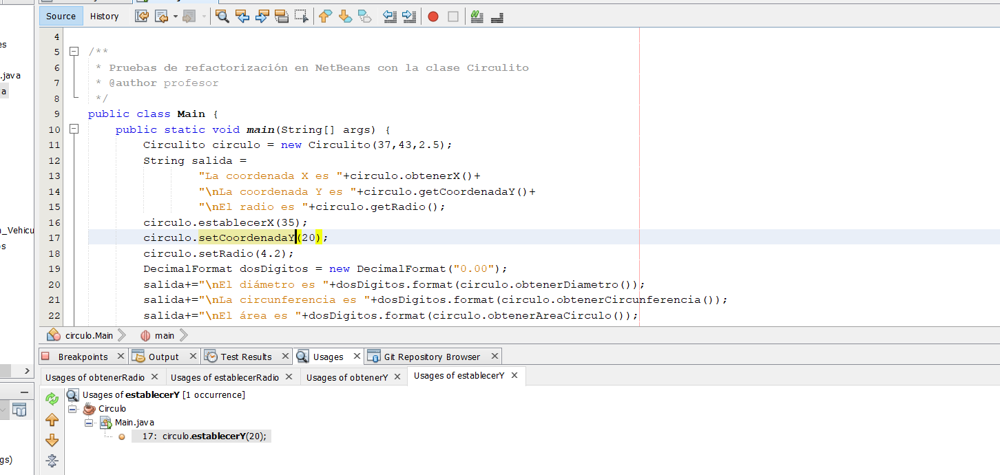 Source History
es
.java
a
n_Vehicu
os
gs)
4
5 /**
6 * Pruebas de refactorización en NetBeans con la clase Circulito
7 * @author profesor
8 */
9 public class Main {
10 public static void main(String[] args) {
11 Circulito circulo = new Circulito(37,43,2.5);
12 String salida =
13 "La coordenada X es "+circulo.obtenerX()+
14 "\nLa coordenada Y es "+circulo.getCoordenadaY()+
15 "\nEl radio es "+circulo.getRadio();
16 circulo.establecerX(35);
17 circulo.setCoordenadaY(20);
18 circulo.setRadio(4.2);
19 DecimalFormat dosDigitos = new DecimalFormat("0.00");
20 salida+="\nEl diámetro es "+dosDigitos.format(circulo.obtenerDiametro());
21 salida+="\nLa circunferencia es "+dosDigitos.format(circulo.obtenerCircunferencia());
22 salida+="\nEl área es "+dosDigitos.format(circulo.obtenerAreaCirculo());
circulo.Main main
Breakpoints Output Test Results Usages Git Repository Browser
Usages of obtenerRadio Usages of establecerRadio Usages of obtenerY Usages of establecerY
Usages of establecerY [1 occurrence]
Circulo
Main.java
17: circulo.establecerY(20);